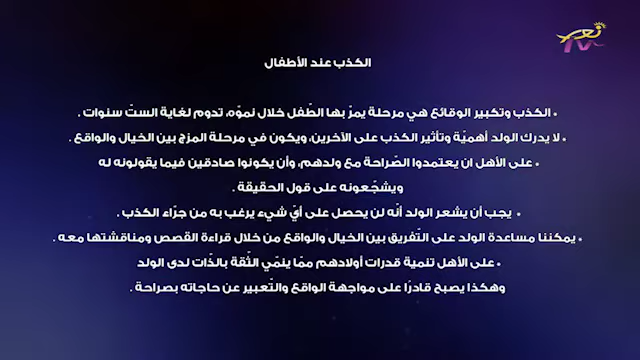 نعم
TV
الكذب عند الأطفال
• الكذب وتكبير الوقائع هي مرحلة يمرّ بها الطّفل خلال نموّه، تدوم لغاية الستّ سنوات .
• لا يدرك الولد أهميّة وتأثير الكذب على الآخرين، ويكون في مرحلة المزج بين الخيال والواقع .
• على الأهل ان يعتمدوا الصّراحة مع ولدهم، وأن يكونوا صادقين فيما يقولونه له
ويشجّعونه على قول الحقيقة .
• يجب أن يشعر الولد أنّه لن يحصل على أيّ شيء يرغب به من جرّاء الكذب .
• يمكننا مساعدة الولد على التّفريق بين الخيال والواقع من خلال قراءة القصص ومناقشتها معه .
• على الأهل تنمية قدرات أولادهم ممّا ينمّي الثّقة بالذّات لدى الولد
وهكذا يصبح قادرًا على مواجهة الواقع والتّعبير عن حاجاته بصراحة .